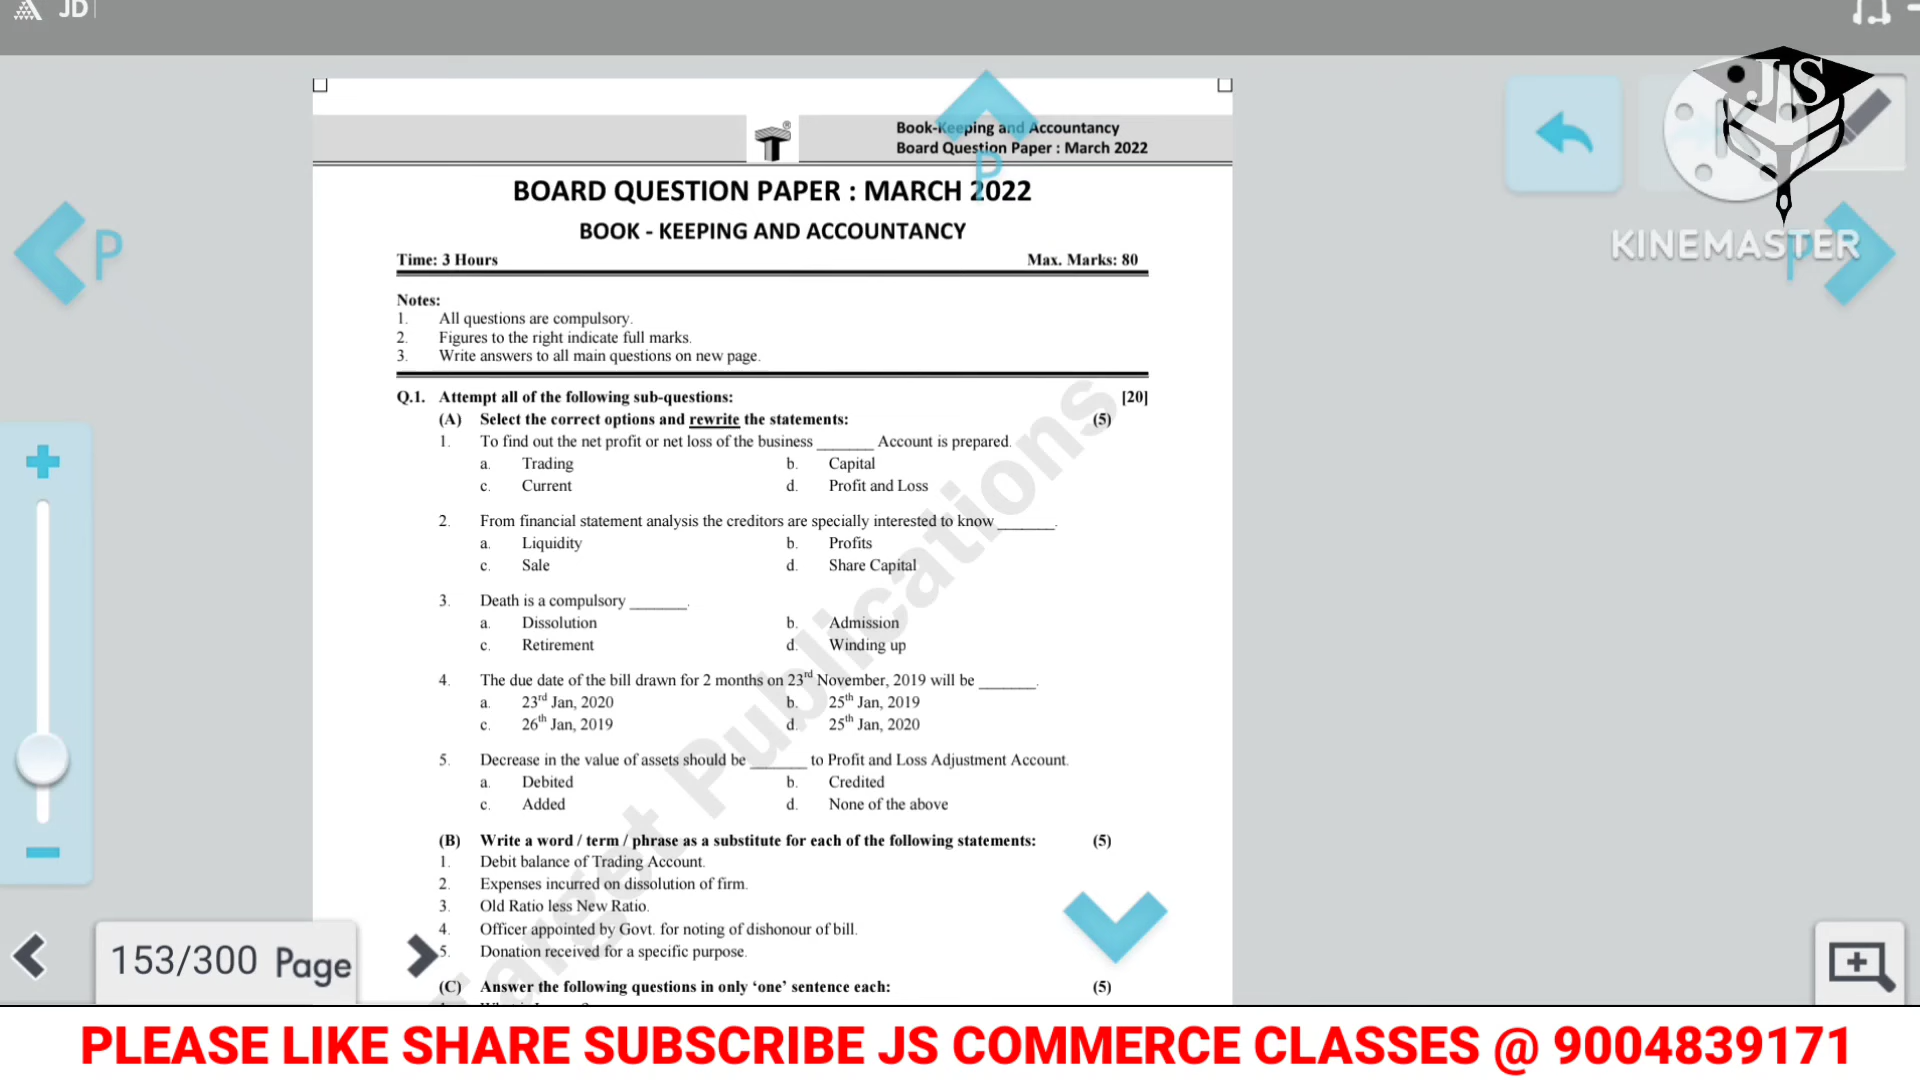 JD
JS
KINEMASTER
P
P
P
Book-Keeping and Accountancy
Board Question Paper : March 2022
BOARD QUESTION PAPER : MARCH 2022
BOOK - KEEPING AND ACCOUNTANCY
Time: 3 Hours Max. Marks: 80
Notes:
1. All questions are compulsory.
2. Figures to the right indicate full marks.
3. Write answers to all main questions on new page.
Q.1. Attempt all of the following sub-questions: [20]
(A) Select the correct options and rewrite the statements: (5)
1. To find out the net profit or net loss of the business _______ Account is prepared.
a. Trading b. Capital
c. Current d. Profit and Loss
2. From financial statement analysis the creditors are specially interested to know _______.
a. Liquidity b. Profits
c. Sale d. Share Capital
3. Death is a compulsory _______.
a. Dissolution b. Admission
c. Retirement d. Winding up
4. The due date of the bill drawn for 2 months on 23rd November, 2019 will be _______.
a. 23rd Jan, 2020 b. 25th Jan, 2019
c. 26th Jan, 2019 d. 25th Jan, 2020
5. Decrease in the value of assets should be _______ to Profit and Loss Adjustment Account.
a. Debited b. Credited
c. Added d. None of the above
(B) Write a word / term / phrase as a substitute for each of the following statements: (5)
1. Debit balance of Trading Account.
2. Expenses incurred on dissolution of firm.
3. Old Ratio less New Ratio.
4. Officer appointed by Govt. for noting of dishonour of bill.
5. Donation received for a specific purpose.
(C) Answer the following questions in only ‘one’ sentence each: (5)
Target Publications
153/300 Page
PLEASE LIKE SHARE SUBSCRIBE JS COMMERCE CLASSES @ 9004839171